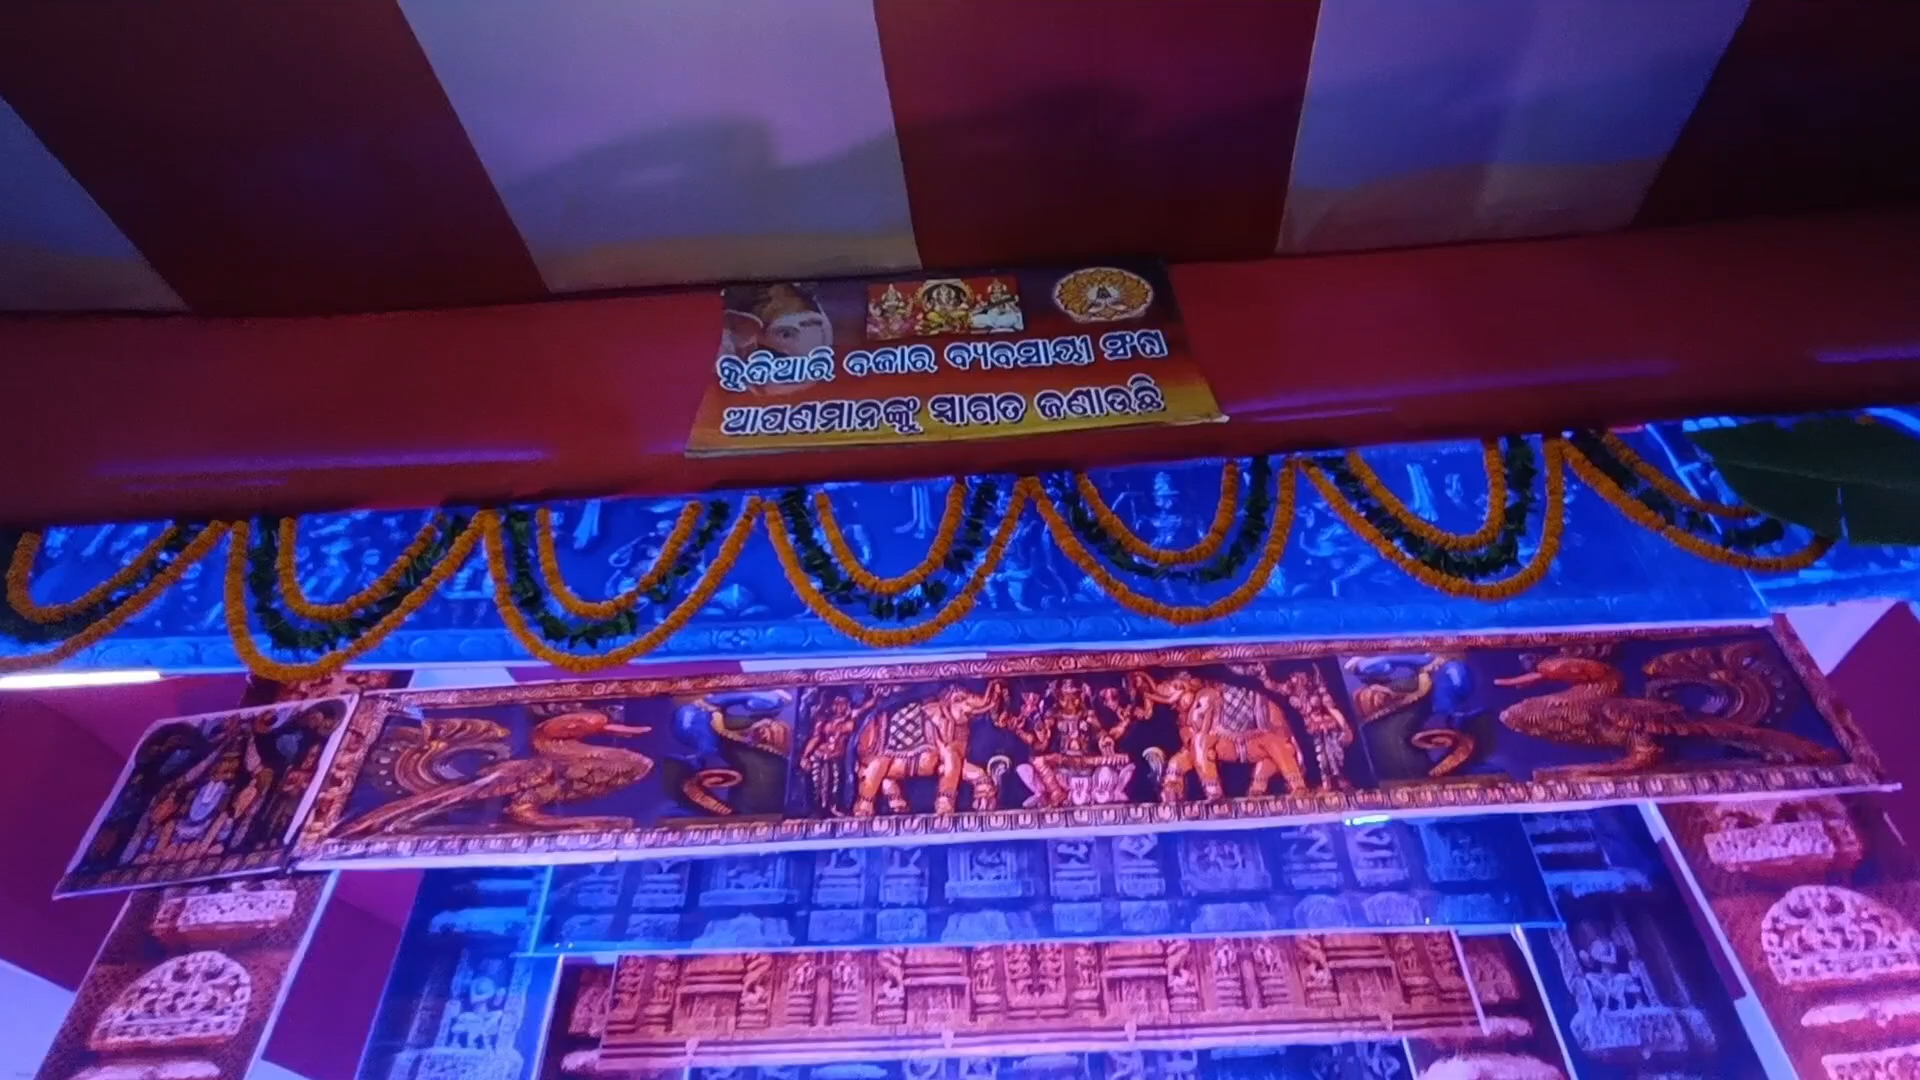 କୁଦିଆରି ବଜାର ବ୍ୟବସାୟୀ ସଂଘ
ଆପଣମାନଙ୍କୁ ସ୍ବାଗତ ଜଣାଉଛି